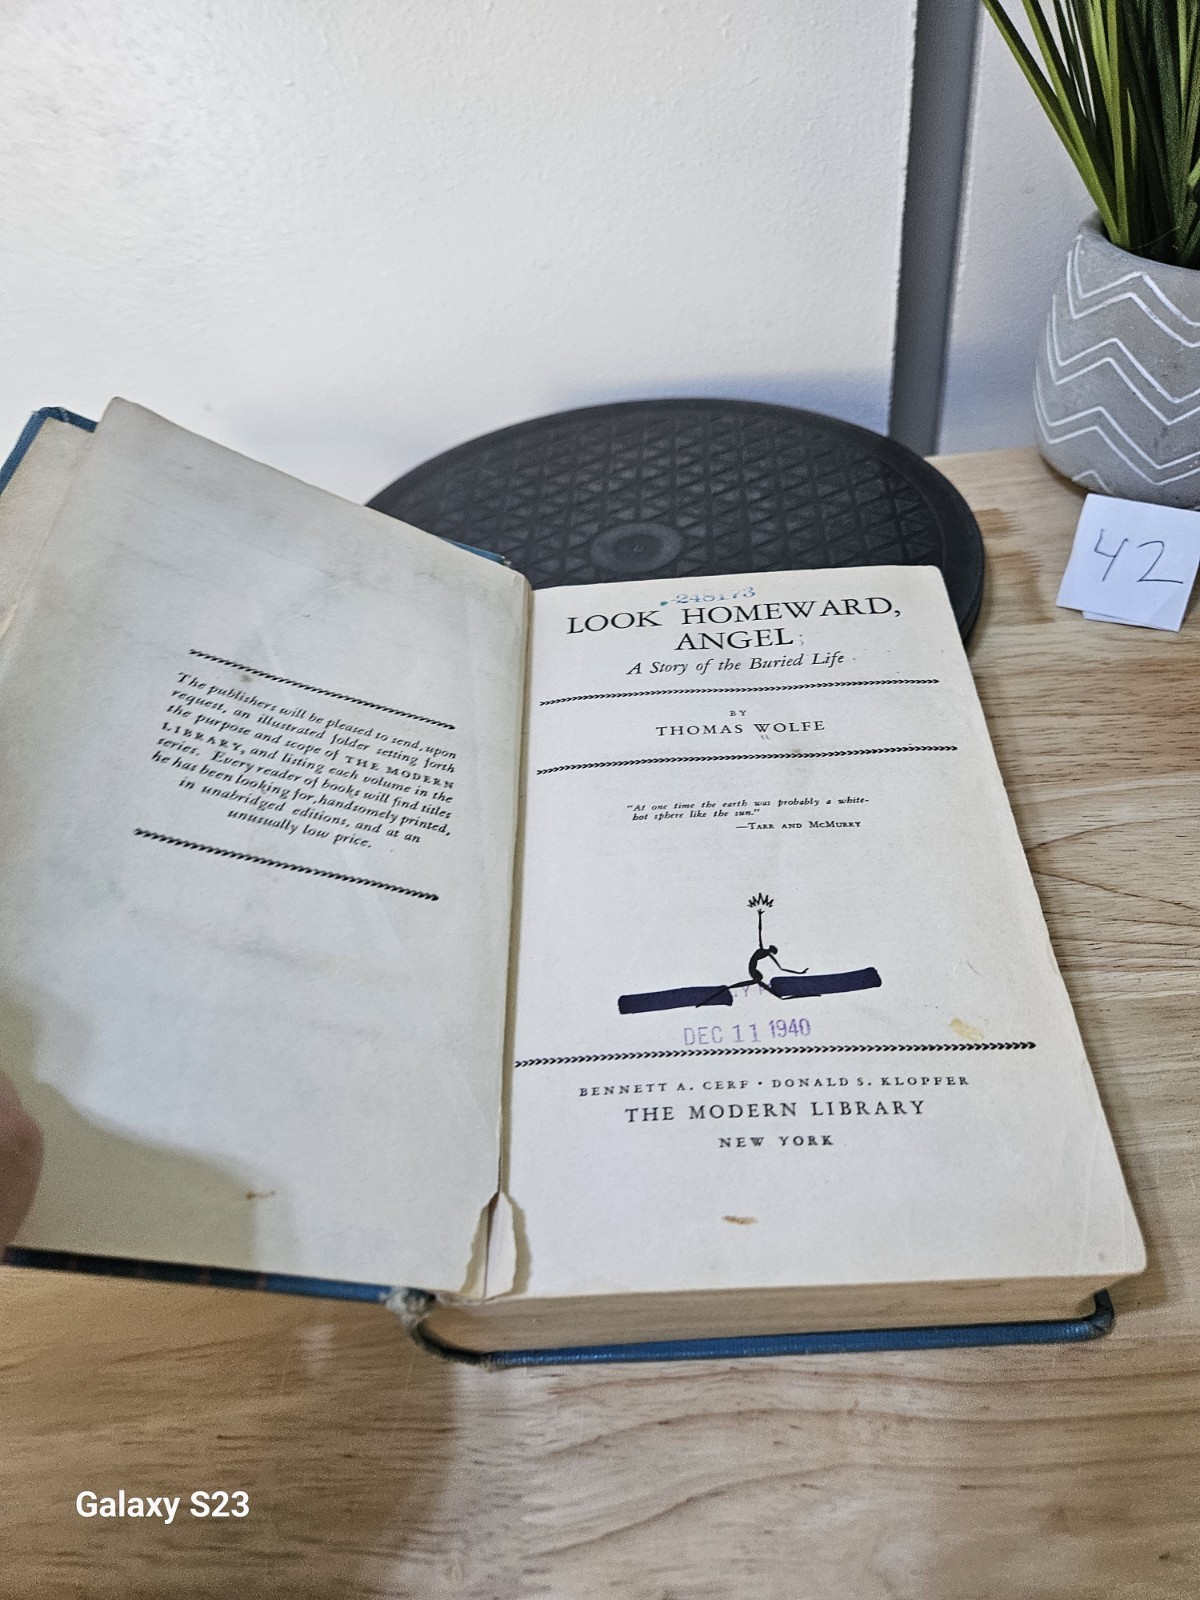 The publishers will be pleased to send, upon
request, an illustrated folder setting forth
the purpose and scope of THE MODERN
LIBRARY, and listing each volume in the
series. Every reader of books will find titles
he has been looking for, handsomely printed,
in unabridged editions, and at an
unusually low price.
248173
LOOK HOMEWARD,
ANGEL
A Story of the Buried Life
BY
THOMAS WOLFE
"At one time the earth was probably a white-
hot sphere like the sun."
—TARR AND MCMURRY
DEC 11 1940
BENNETT A. CERF • DONALD S. KLOPFER
THE MODERN LIBRARY
NEW YORK
42
Galaxy S23